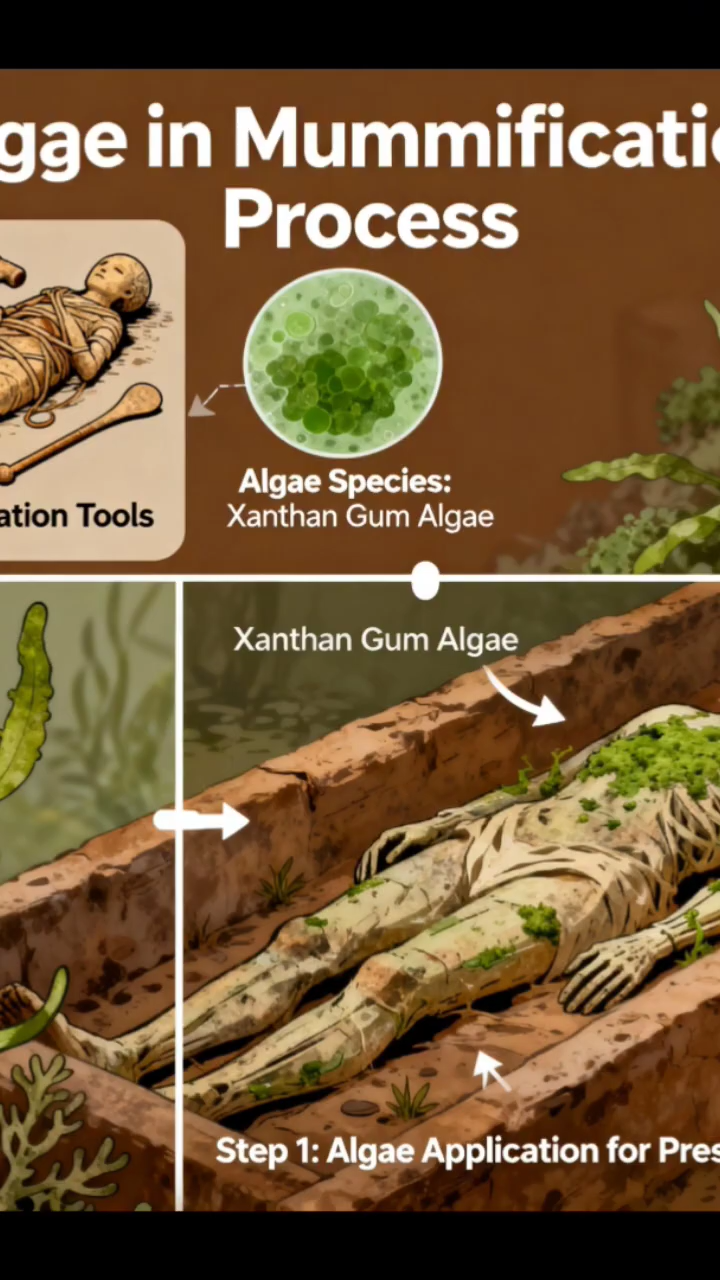 gae in Mummificatio
Process
ation Tools
Algae Species:
Xanthan Gum Algae
Xanthan Gum Algae
Step 1: Algae Application for Pres